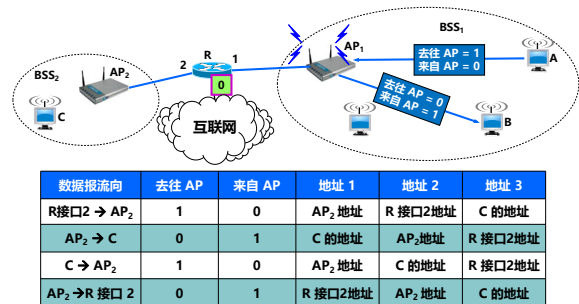 BSS₁
R
AP₁
去往 AP = 1
来自 AP = 0
A
AP₂
2
1
BSS₂
0
去往 AP = 0
来自 AP = 1
C
B
互联网
数据报流向 去往 AP 来自 AP 地址 1 地址 2 地址 3
R接口2 → AP₂ 1 0 AP₂ 地址 R 接口2地址 C 的地址
AP₂ → C 0 1 C 的地址 AP₂地址 R 接口2地址
C → AP₂ 1 0 AP₂ 地址 C 的地址 R 接口2地址
AP₂ →R 接口 2 0 1 R 接口2地址 AP₂ 地址 C 的地址